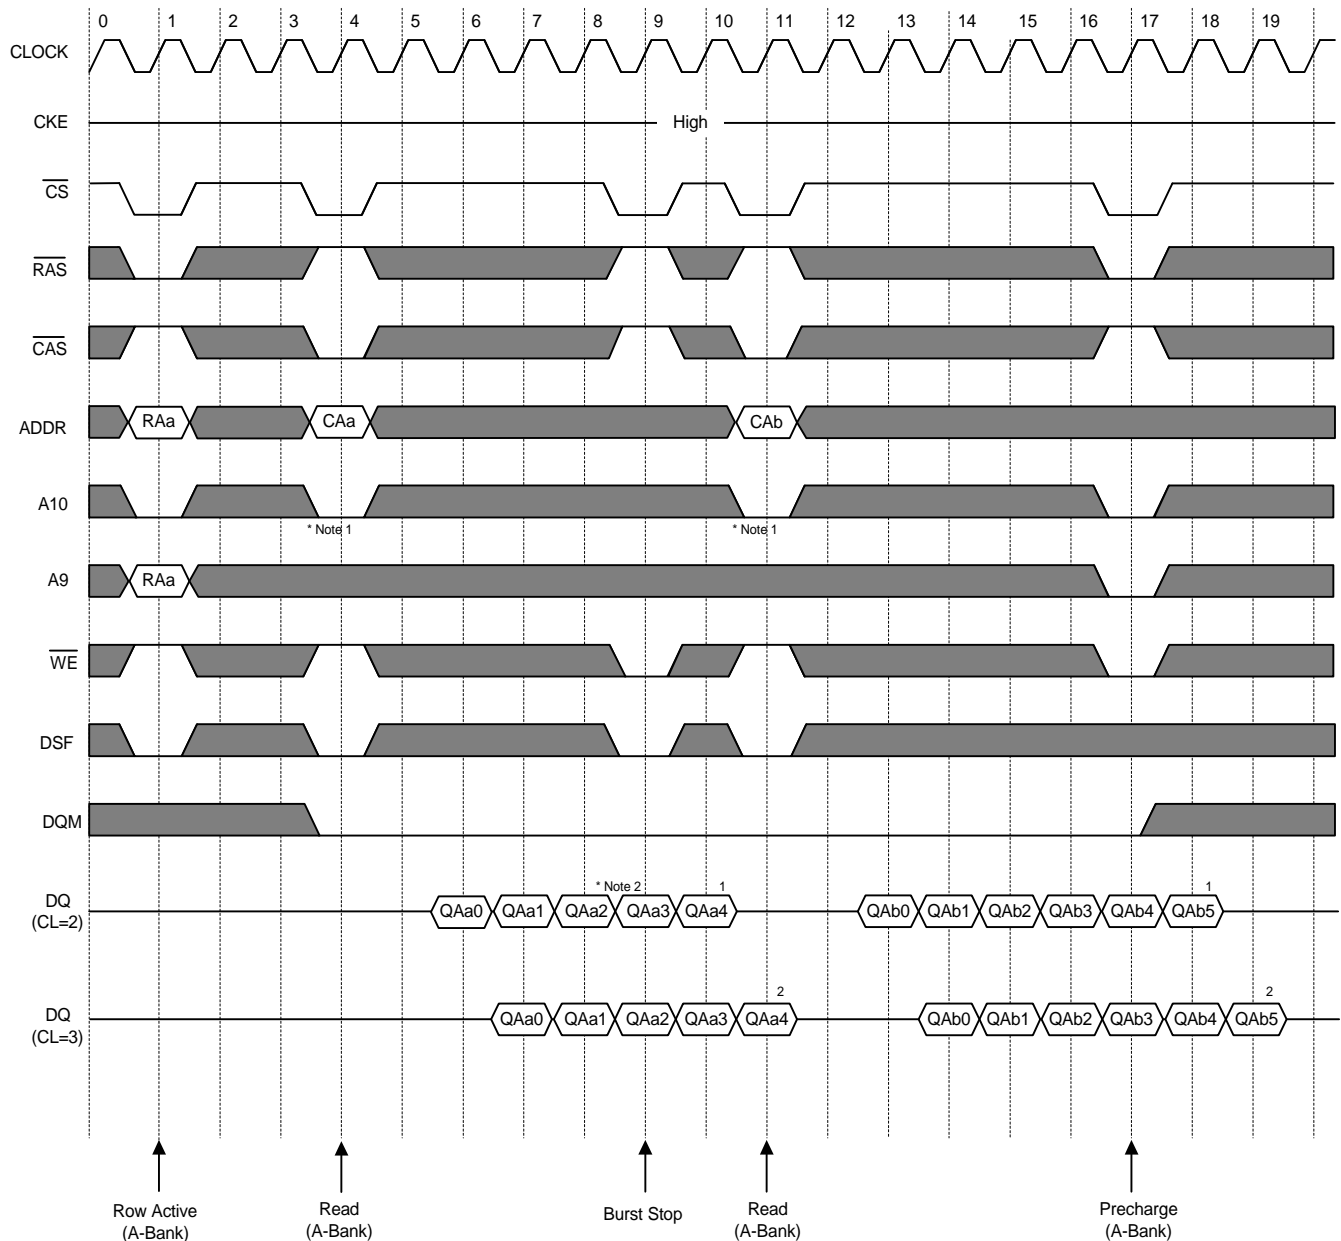 0 1 2 3 4 5 6 7 8 9 10 11 12 13 14 15 16 17 18 19
CLOCK
CKE High
CS
RAS
CAS
ADDR RAa CAa CAb
A10
* Note 1 * Note 1
A9 RAa
WE
DSF
DQM
* Note 2 1 1
DQ
(CL=2)
QAa0 QAa1 QAa2 QAa3 QAa4 QAb0 QAb1 QAb2 QAb3 QAb4 QAb5
2 2
DQ
(CL=3)
QAa0 QAa1 QAa2 QAa3 QAa4 QAb0 QAb1 QAb2 QAb3 QAb4 QAb5
Row Active
(A-Bank)
Read
(A-Bank)
Burst Stop
Read
(A-Bank)
Precharge
(A-Bank)